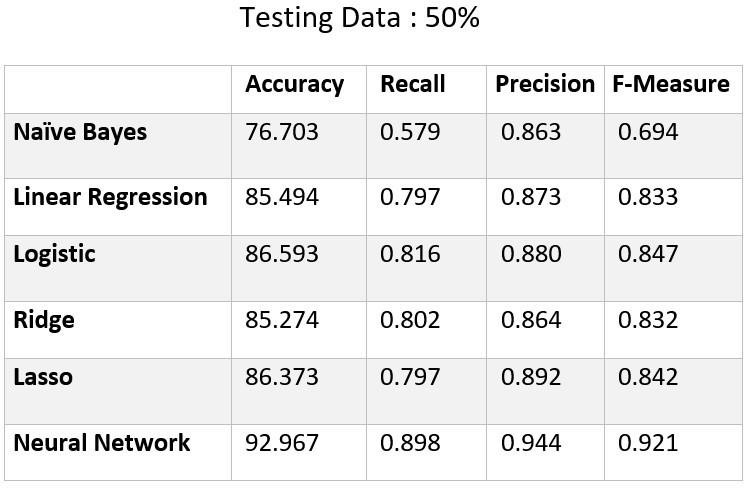 Testing Data : 50%
Accuracy Recall Precision F-Measure
Naïve Bayes 76.703 0.579 0.863 0.694
Linear Regression 85.494 0.797 0.873 0.833
Logistic 86.593 0.816 0.880 0.847
Ridge 85.274 0.802 0.864 0.832
Lasso 86.373 0.797 0.892 0.842
Neural Network 92.967 0.898 0.944 0.921